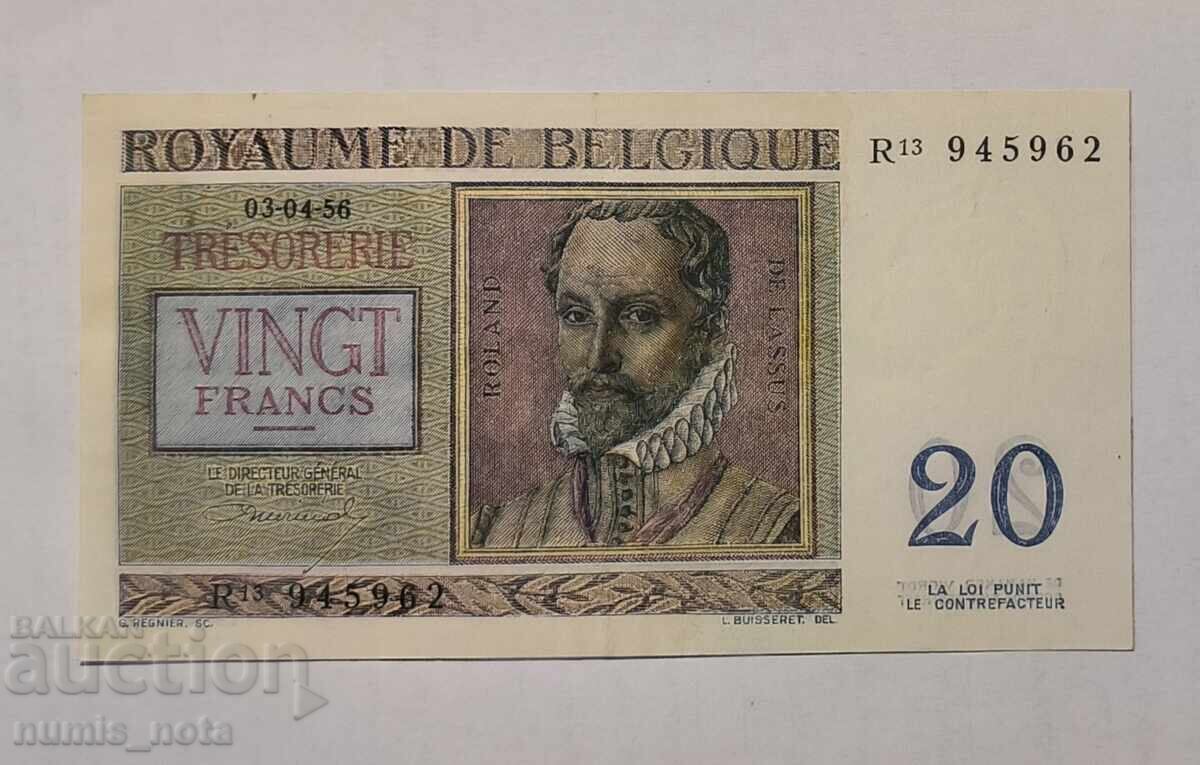 ROYAUME DE BELGIQUE
R13 945962
03-04-56
TRÉSORERIE
VINGT
FRANCS
LE DIRECTEUR GÉNÉRAL
DE LA TRÉSORERIE
ROLAND
DE LASSUS
20
LA LOI PUNIT
LE CONTREFACTEUR
R13 945962
G. REGNIER. SC.
L. BUISSERET. DEL.
BALKAN
auction
numis_nota